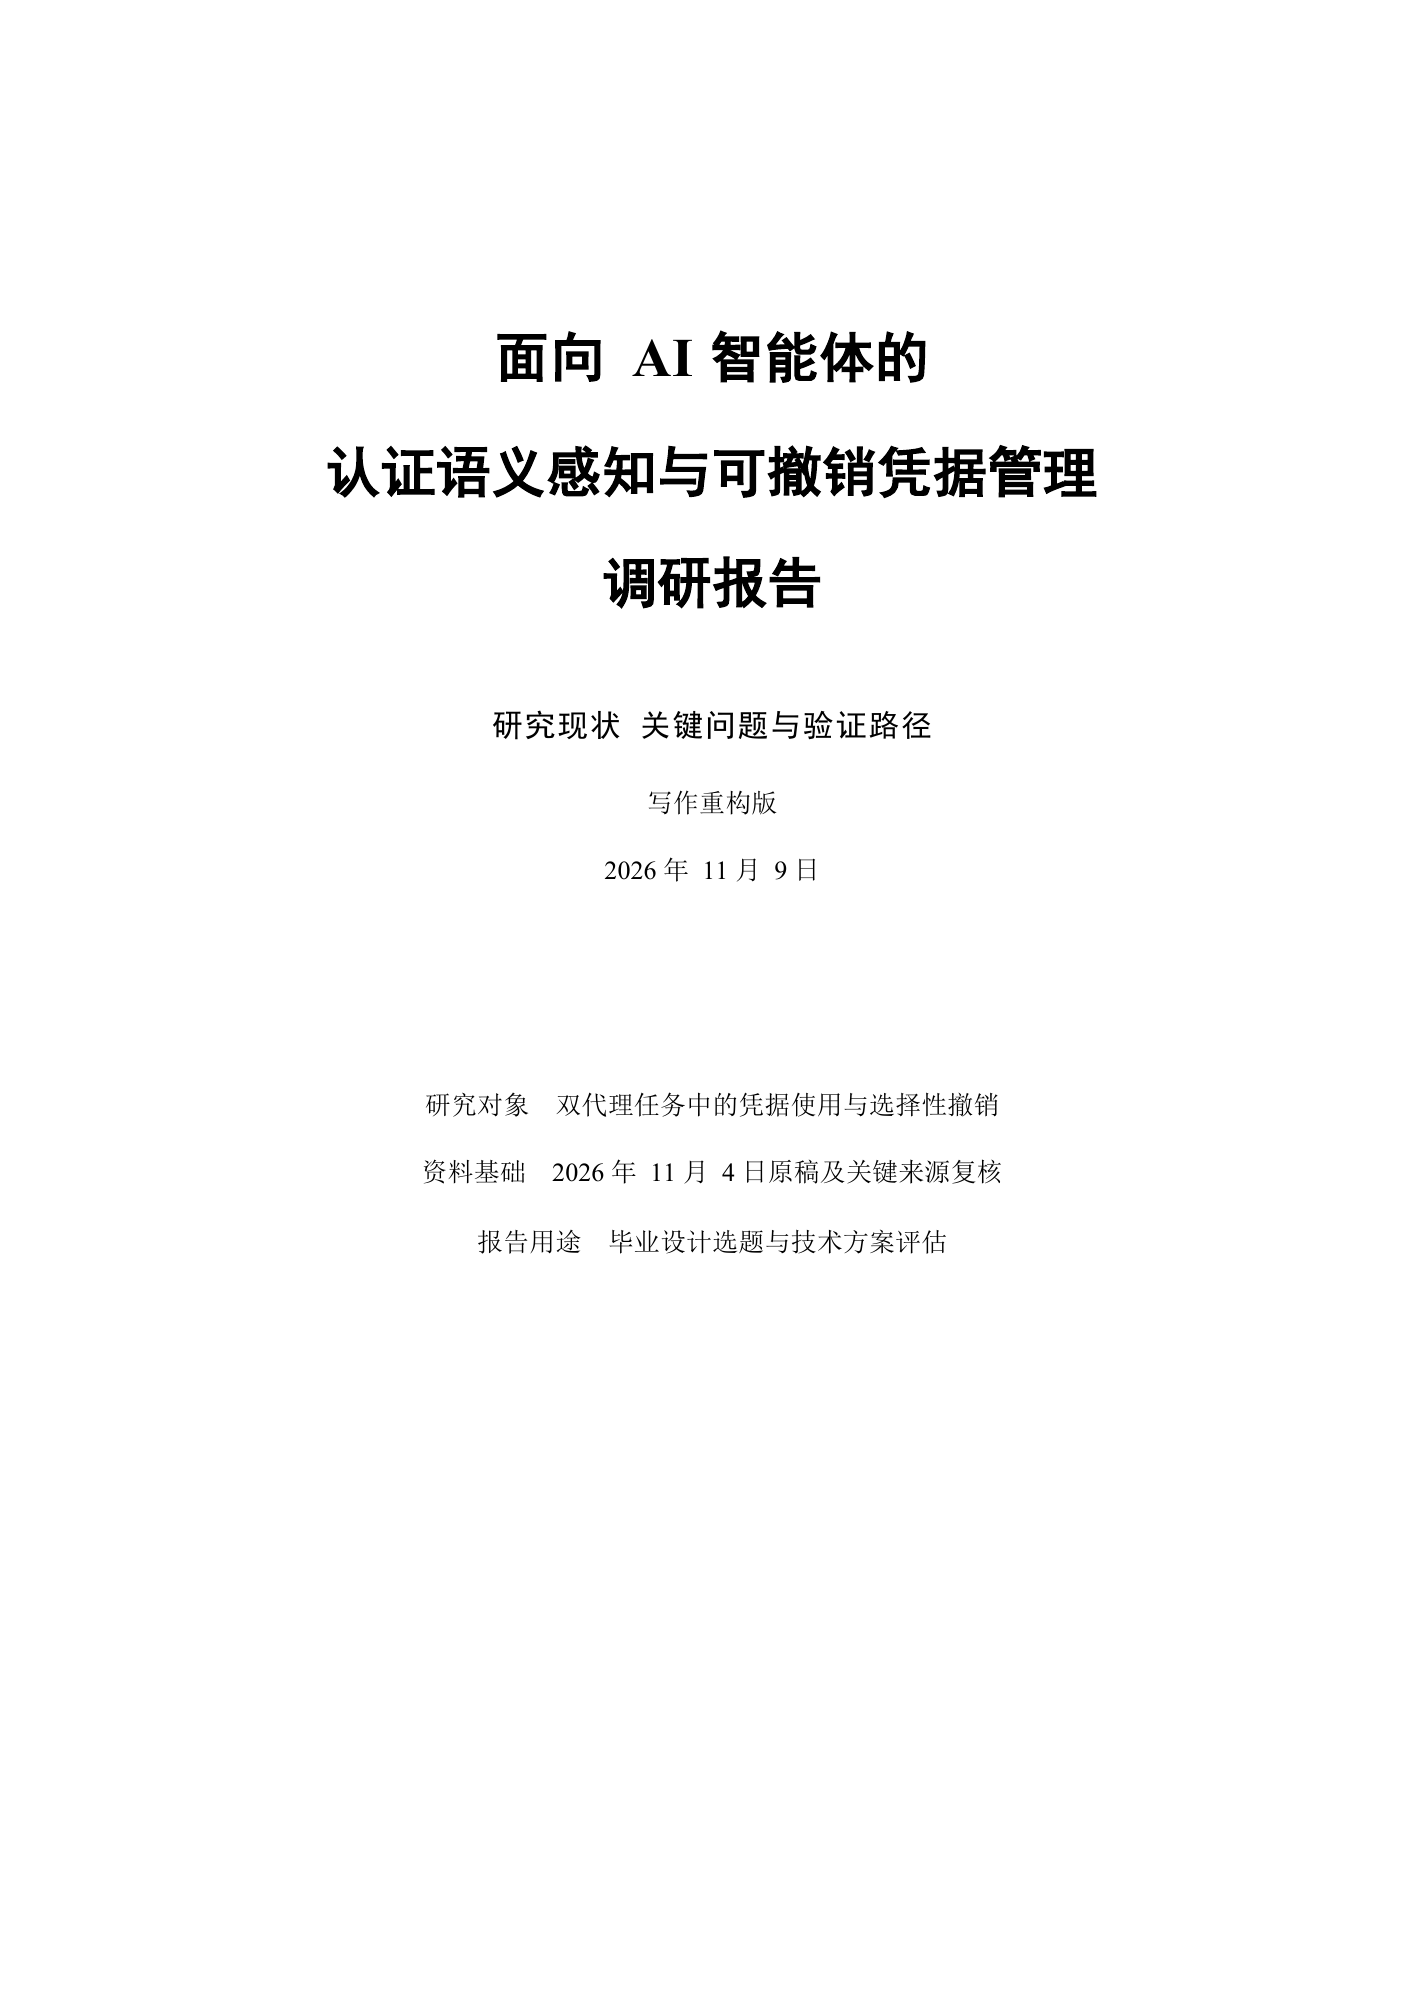 面向 AI 智能体的
认证语义感知与可撤销凭据管理
调研报告
研究现状 关键问题与验证路径
写作重构版
2026 年 11 月 9 日
研究对象 双代理任务中的凭据使用与选择性撤销
资料基础 2026 年 11 月 4 日原稿及关键来源复核
报告用途 毕业设计选题与技术方案评估